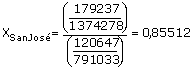 X_SanJosé = (179237/1374278)/(120647/791033) = 0,85512